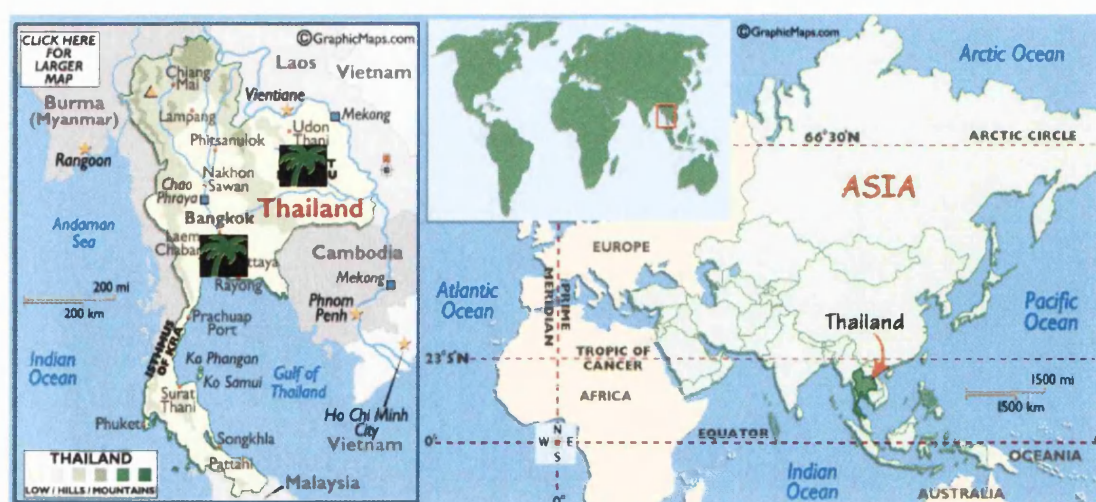 CLICK HERE
FOR
LARGER
MAP
©GraphicMaps.com
Laos
Vietnam
Chiang
Mai
Vientiane
Burma
(Myanmar)
Mekong
Lampang
Udon
Thani
Phitsanulok
Rangoon
Nakhon
Sawan
Chao
Phraya
Thailand
Bangkok
Andaman
Sea
Laem
Chabang
Cambodia
Rayong
Mekong
200 mi
200 km
Phnom
Penh
Prachuap
Port
ISTHMUS
OF KRA
Ko Phangan
Indian
Ocean
Ko Samui
Gulf of
Thailand
Surat
Thani
Ho Chi Minh
City
Phuket
Songkhla
Vietnam
Pattani
Malaysia
THAILAND
LOW / HILLS / MOUNTAINS
©GraphicMaps.com
Arctic Ocean
66°30'N
ARCTIC CIRCLE
ASIA
EUROPE
Atlantic
Ocean
PRIME
MERIDIAN
Pacific
Ocean
Thailand
23°5'N
TROPIC OF
CANCER
1500 mi
1500 km
AFRICA
EQUATOR
N
W E
S
0°
0°
0°
OCEANIA
Indian
Ocean
AUSTRALIA